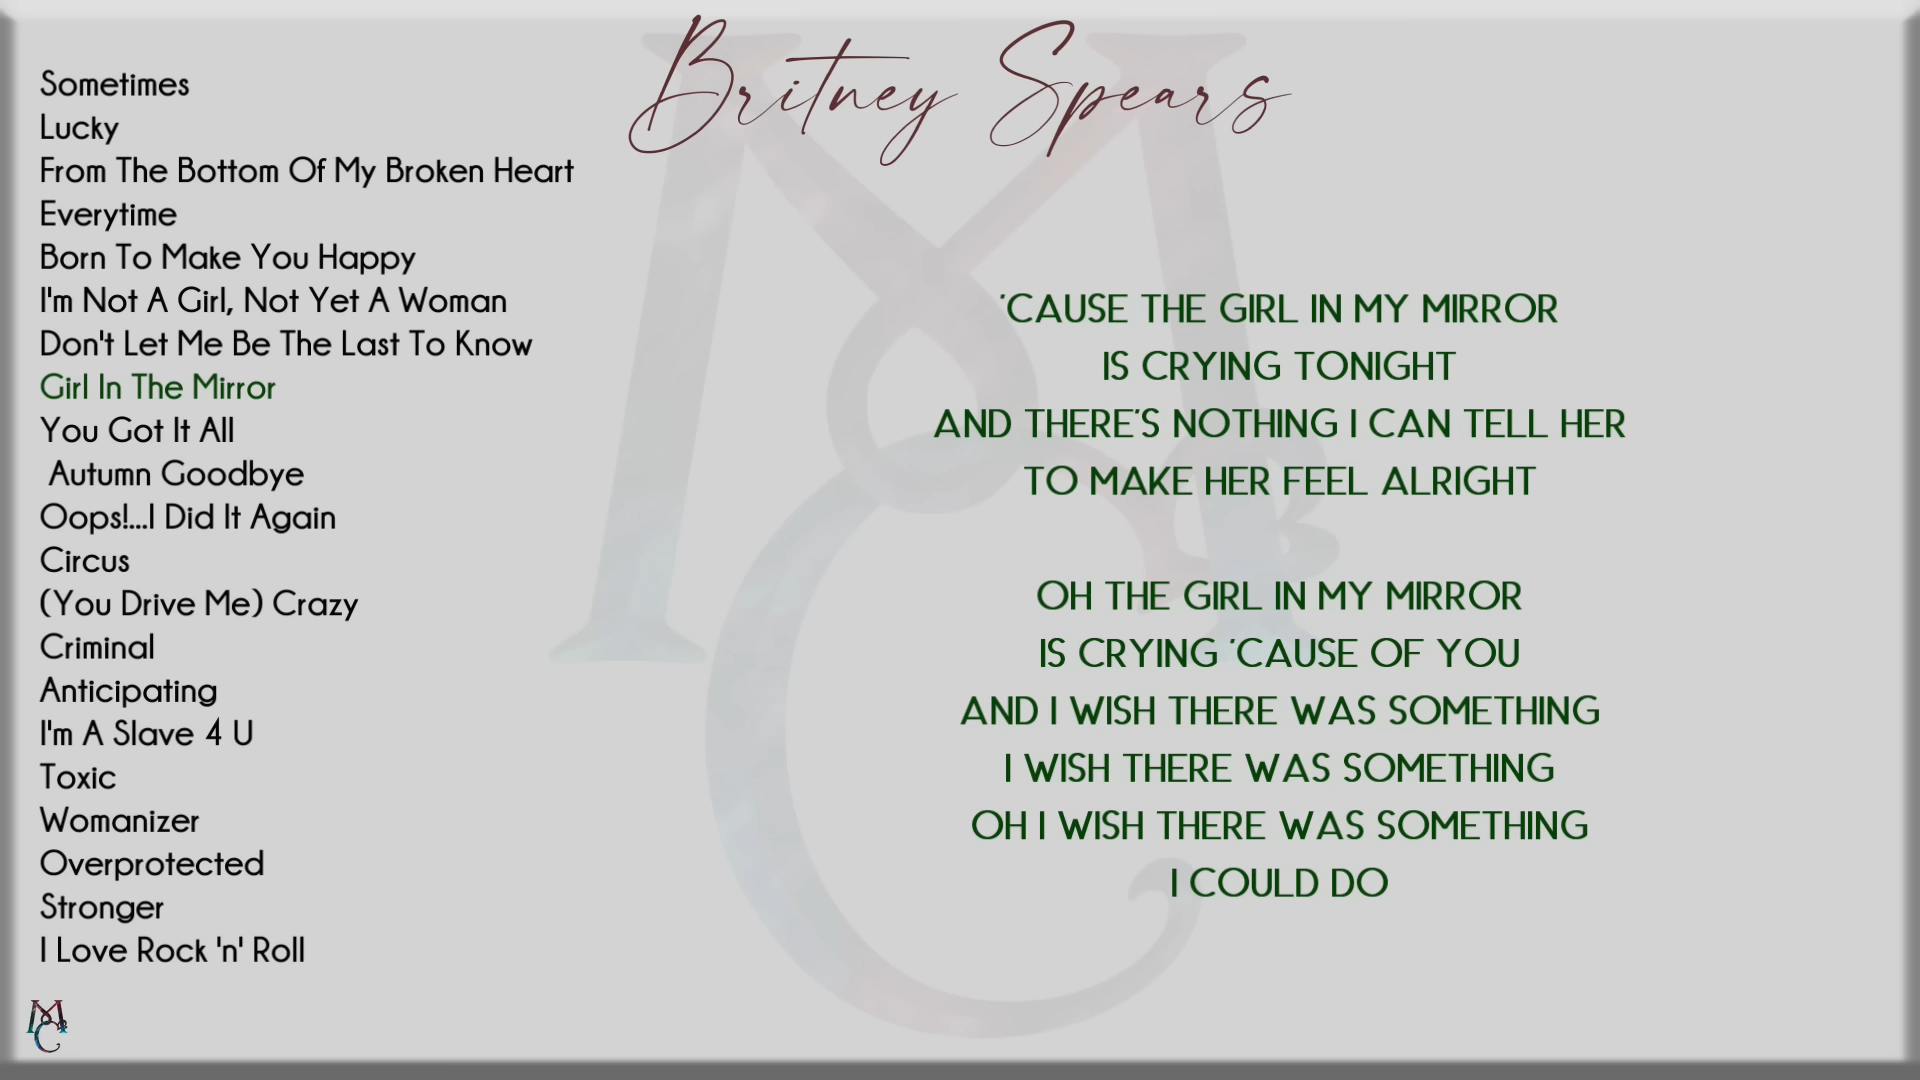 Britney Spears
Sometimes
Lucky
From The Bottom Of My Broken Heart
Everytime
Born To Make You Happy
I'm Not A Girl, Not Yet A Woman
Don't Let Me Be The Last To Know
Girl In The Mirror
You Got It All
Autumn Goodbye
Oops!...I Did It Again
Circus
(You Drive Me) Crazy
Criminal
Anticipating
I'm A Slave 4 U
Toxic
Womanizer
Overprotected
Stronger
I Love Rock 'n' Roll
'CAUSE THE GIRL IN MY MIRROR
IS CRYING TONIGHT
AND THERE'S NOTHING I CAN TELL HER
TO MAKE HER FEEL ALRIGHT
OH THE GIRL IN MY MIRROR
IS CRYING 'CAUSE OF YOU
AND I WISH THERE WAS SOMETHING
I WISH THERE WAS SOMETHING
OH I WISH THERE WAS SOMETHING
I COULD DO